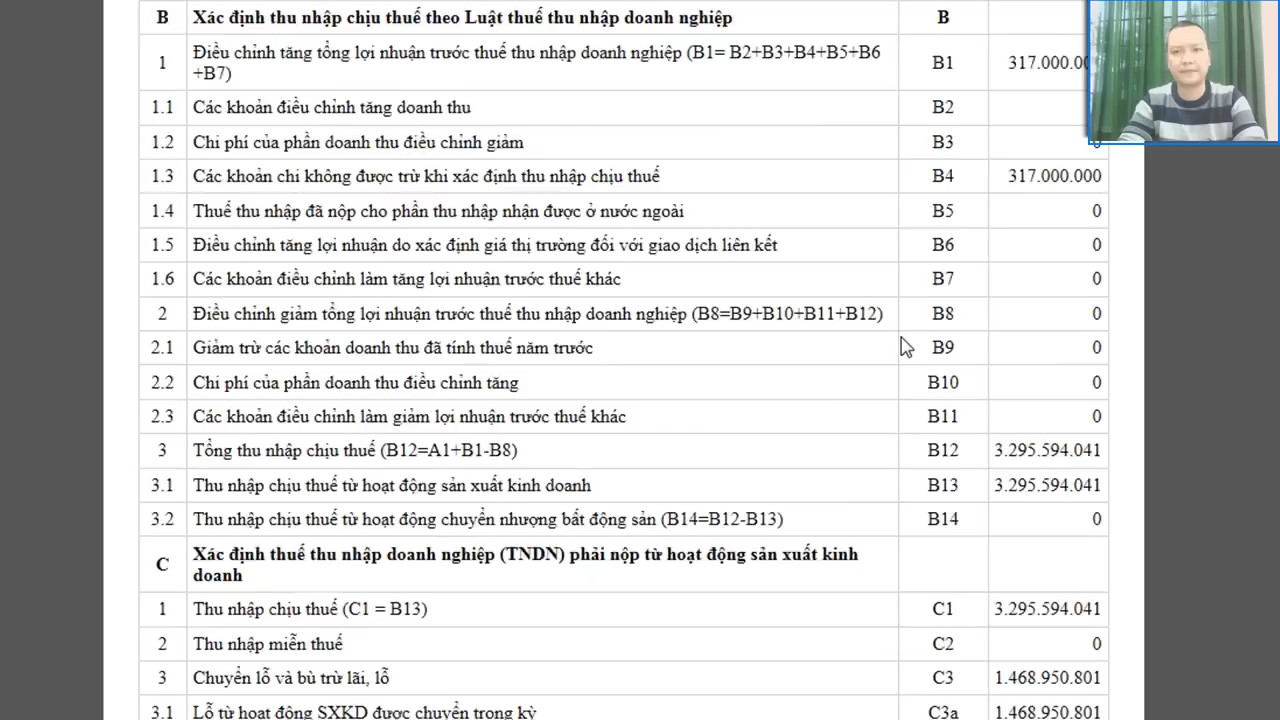 B Xác định thu nhập chịu thuế theo Luật thuế thu nhập doanh nghiệp B
1 Điều chỉnh tăng tổng lợi nhuận trước thuế thu nhập doanh nghiệp (B1= B2+B3+B4+B5+B6
+B7) B1 317.000.0
1.1 Các khoản điều chỉnh tăng doanh thu B2
1.2 Chi phí của phần doanh thu điều chỉnh giảm B3
1.3 Các khoản chi không được trừ khi xác định thu nhập chịu thuế B4 317.000.000
1.4 Thuế thu nhập đã nộp cho phần thu nhập nhận được ở nước ngoài B5 0
1.5 Điều chỉnh tăng lợi nhuận do xác định giá thị trường đối với giao dịch liên kết B6 0
1.6 Các khoản điều chỉnh làm tăng lợi nhuận trước thuế khác B7 0
2 Điều chỉnh giảm tổng lợi nhuận trước thuế thu nhập doanh nghiệp (B8=B9+B10+B11+B12) B8 0
2.1 Giảm trừ các khoản doanh thu đã tính thuế năm trước B9 0
2.2 Chi phí của phần doanh thu điều chỉnh tăng B10 0
2.3 Các khoản điều chỉnh làm giảm lợi nhuận trước thuế khác B11 0
3 Tổng thu nhập chịu thuế (B12=A1+B1-B8) B12 3.295.594.041
3.1 Thu nhập chịu thuế từ hoạt động sản xuất kinh doanh B13 3.295.594.041
3.2 Thu nhập chịu thuế từ hoạt động chuyển nhượng bất động sản (B14=B12-B13) B14 0
C Xác định thuế thu nhập doanh nghiệp (TNDN) phải nộp từ hoạt động sản xuất kinh
doanh
1 Thu nhập chịu thuế (C1 = B13) C1 3.295.594.041
2 Thu nhập miễn thuế C2 0
3 Chuyển lỗ và bù trừ lãi, lỗ C3 1.468.950.801
3.1 Lỗ từ hoạt động SXKD được chuyển trong kỳ C3a 1.468.950.801